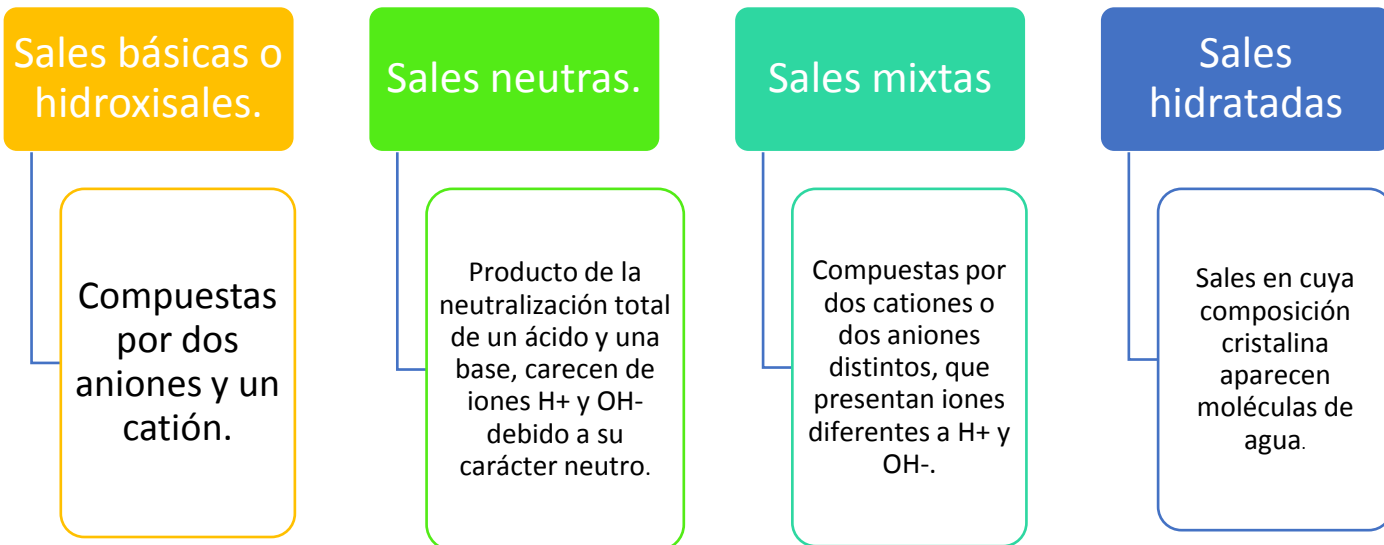 Sales básicas o
hidroxisales.
Compuestas
por dos
aniones y un
catión.
Sales neutras.
Producto de la
neutralización total
de un ácido y una
base, carecen de
iones H+ y OH-
debido a su
carácter neutro.
Sales mixtas
Compuestas por
dos cationes o
dos aniones
distintos, que
presentan iones
diferentes a H+ y
OH-.
Sales
hidratadas
Sales en cuya
composición
cristalina
aparecen
moléculas de
agua.